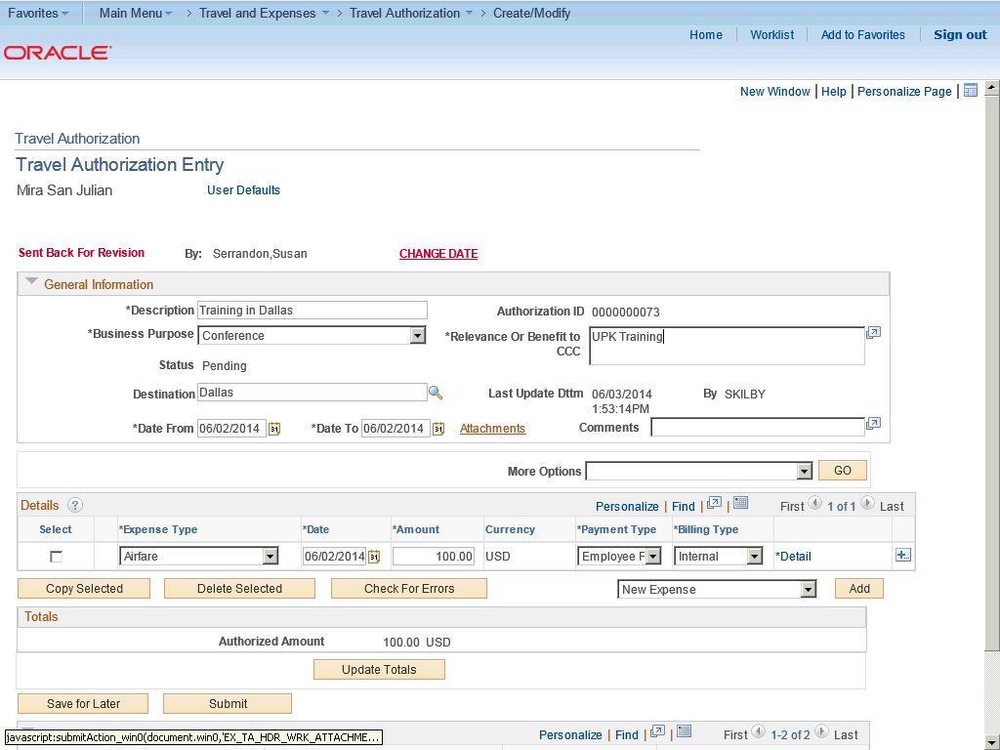 Favorites Main Menu > Travel and Expenses > Travel Authorization > Create/Modify
Home Worklist Add to Favorites Sign out
ORACLE
New Window | Help | Personalize Page |
Travel Authorization
Travel Authorization Entry
Mira San Julian User Defaults
Sent Back For Revision By: Serrandon,Susan CHANGE DATE
General Information
*Description Training in Dallas Authorization ID 0000000073
*Business Purpose Conference *Relevance Or Benefit to CCC UPK Training
Status Pending
Destination Dallas Last Update Dttm 06/03/2014 1:53:14PM By SKILBY
*Date From 06/02/2014 *Date To 06/02/2014 Attachments Comments
More Options GO
Details ? Personalize | Find | | First 1 of 1 Last
Select *Expense Type *Date *Amount Currency *Payment Type *Billing Type
Airfare 06/02/2014 100.00 USD Employee F Internal *Detail
Copy Selected Delete Selected Check For Errors New Expense Add
Totals
Authorized Amount 100.00 USD
Update Totals
Save for Later Submit
javascript:submitAction_win0(document.win0,'EX_TA_HDR_WRK_ATTACHME... Personalize | Find | | First 1-2 of 2 Last